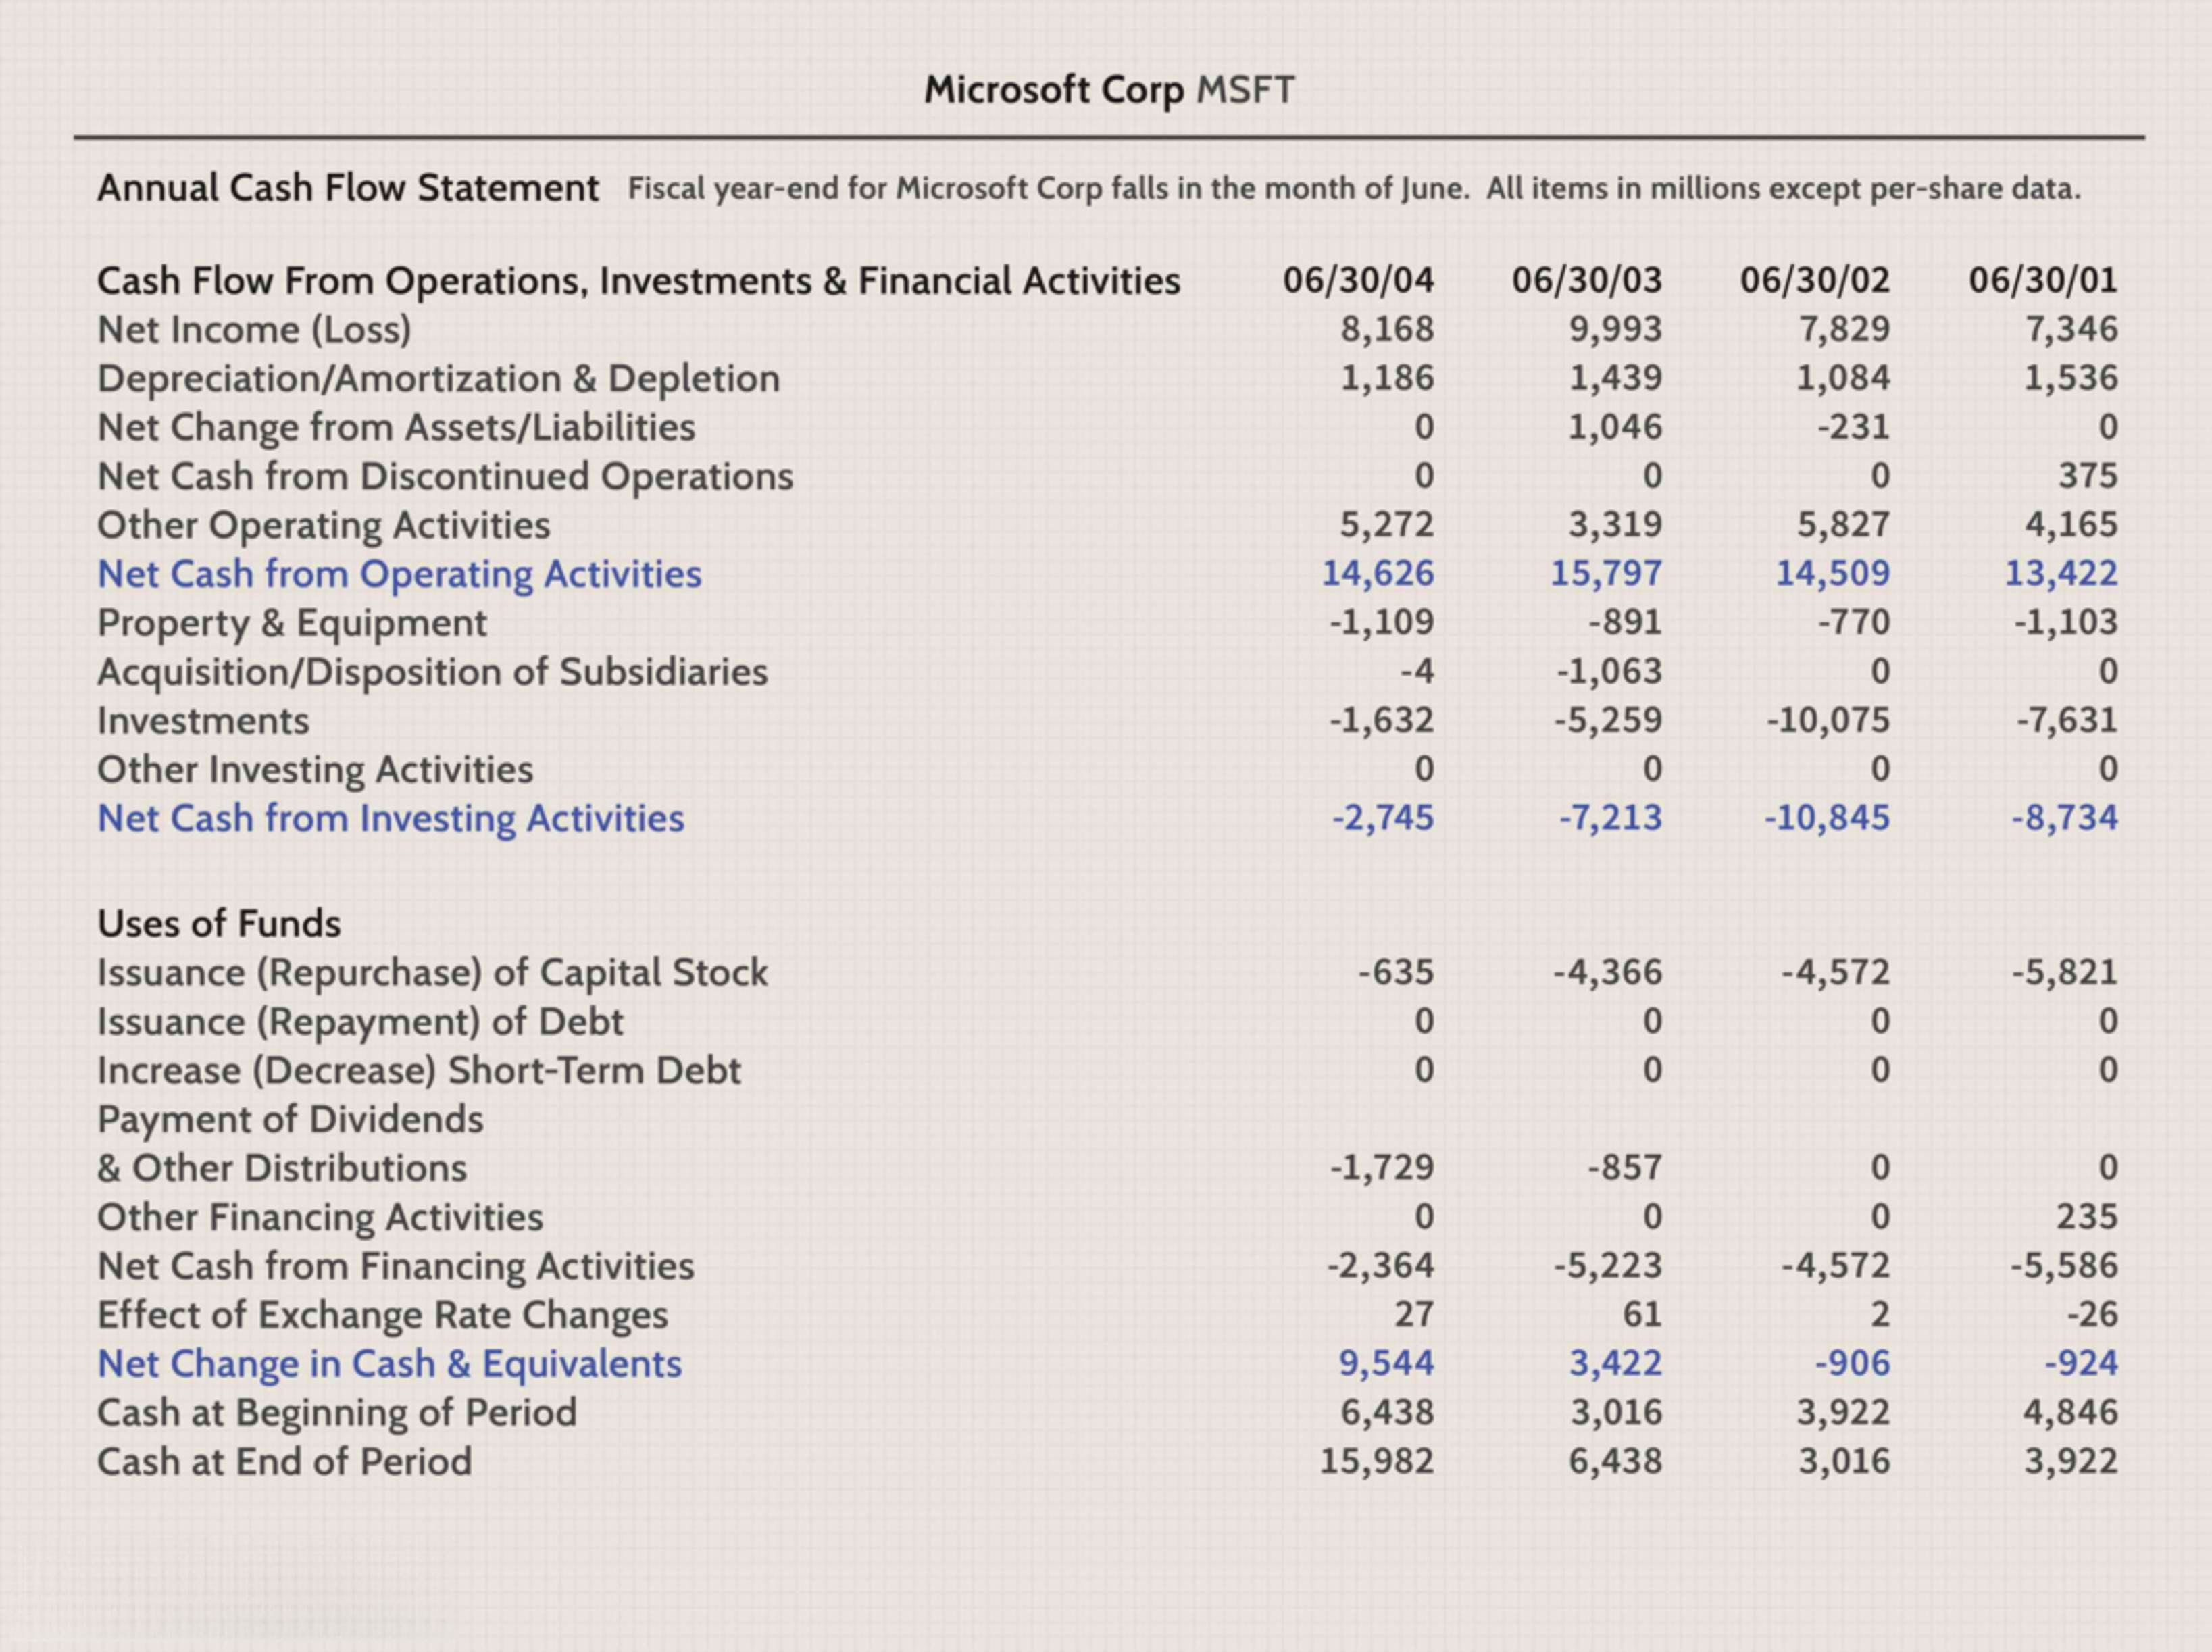 Microsoft Corp MSFT
Annual Cash Flow Statement Fiscal year-end for Microsoft Corp falls in the month of June. All items in millions except per-share data.
Cash Flow From Operations, Investments & Financial Activities 06/30/04 06/30/03 06/30/02 06/30/01
Net Income (Loss) 8,168 9,993 7,829 7,346
Depreciation/Amortization & Depletion 1,186 1,439 1,084 1,536
Net Change from Assets/Liabilities 0 1,046 -231 0
Net Cash from Discontinued Operations 0 0 0 375
Other Operating Activities 5,272 3,319 5,827 4,165
Net Cash from Operating Activities 14,626 15,797 14,509 13,422
Property & Equipment -1,109 -891 -770 -1,103
Acquisition/Disposition of Subsidiaries -4 -1,063 0 0
Investments -1,632 -5,259 -10,075 -7,631
Other Investing Activities 0 0 0 0
Net Cash from Investing Activities -2,745 -7,213 -10,845 -8,734
Uses of Funds
Issuance (Repurchase) of Capital Stock -635 -4,366 -4,572 -5,821
Issuance (Repayment) of Debt 0 0 0 0
Increase (Decrease) Short-Term Debt 0 0 0 0
Payment of Dividends
& Other Distributions -1,729 -857 0 0
Other Financing Activities 0 0 0 235
Net Cash from Financing Activities -2,364 -5,223 -4,572 -5,586
Effect of Exchange Rate Changes 27 61 2 -26
Net Change in Cash & Equivalents 9,544 3,422 -906 -924
Cash at Beginning of Period 6,438 3,016 3,922 4,846
Cash at End of Period 15,982 6,438 3,016 3,922